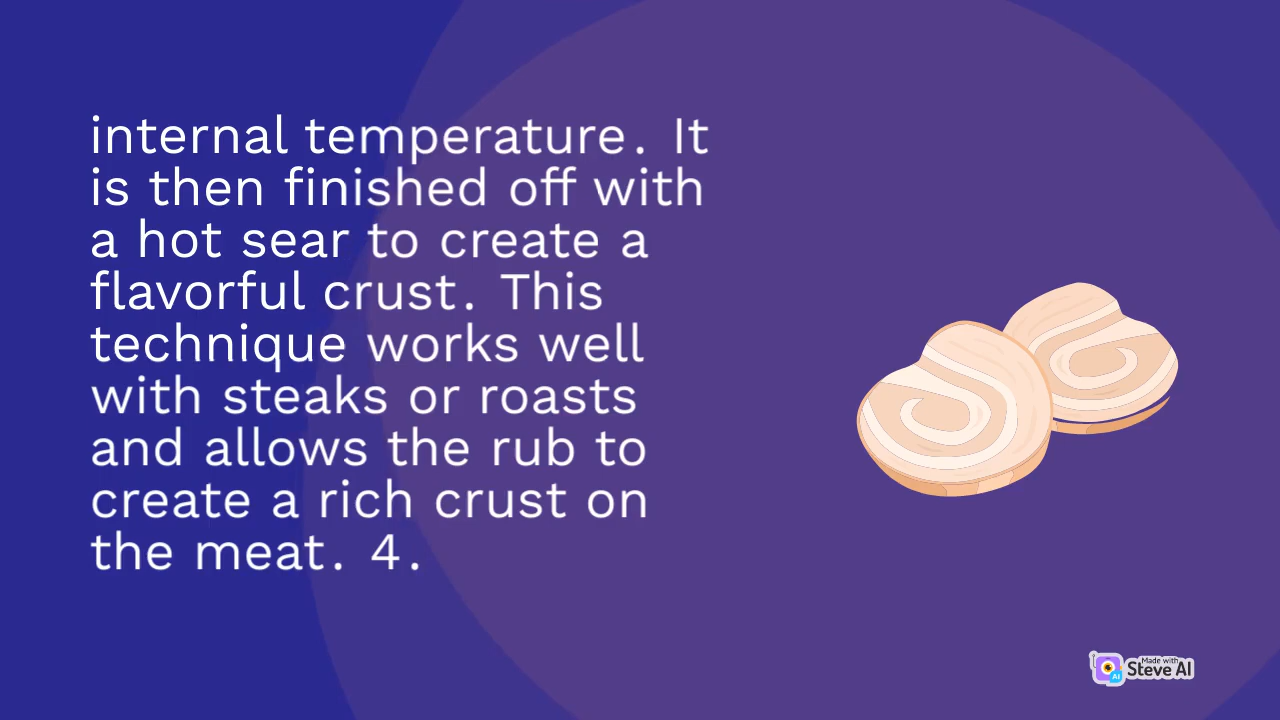 internal temperature. It
is then finished off with
a hot sear to create a
flavorful crust. This
technique works well
with steaks or roasts
and allows the rub to
create a rich crust on
the meat. 4.
Made with
Steve AI
AI